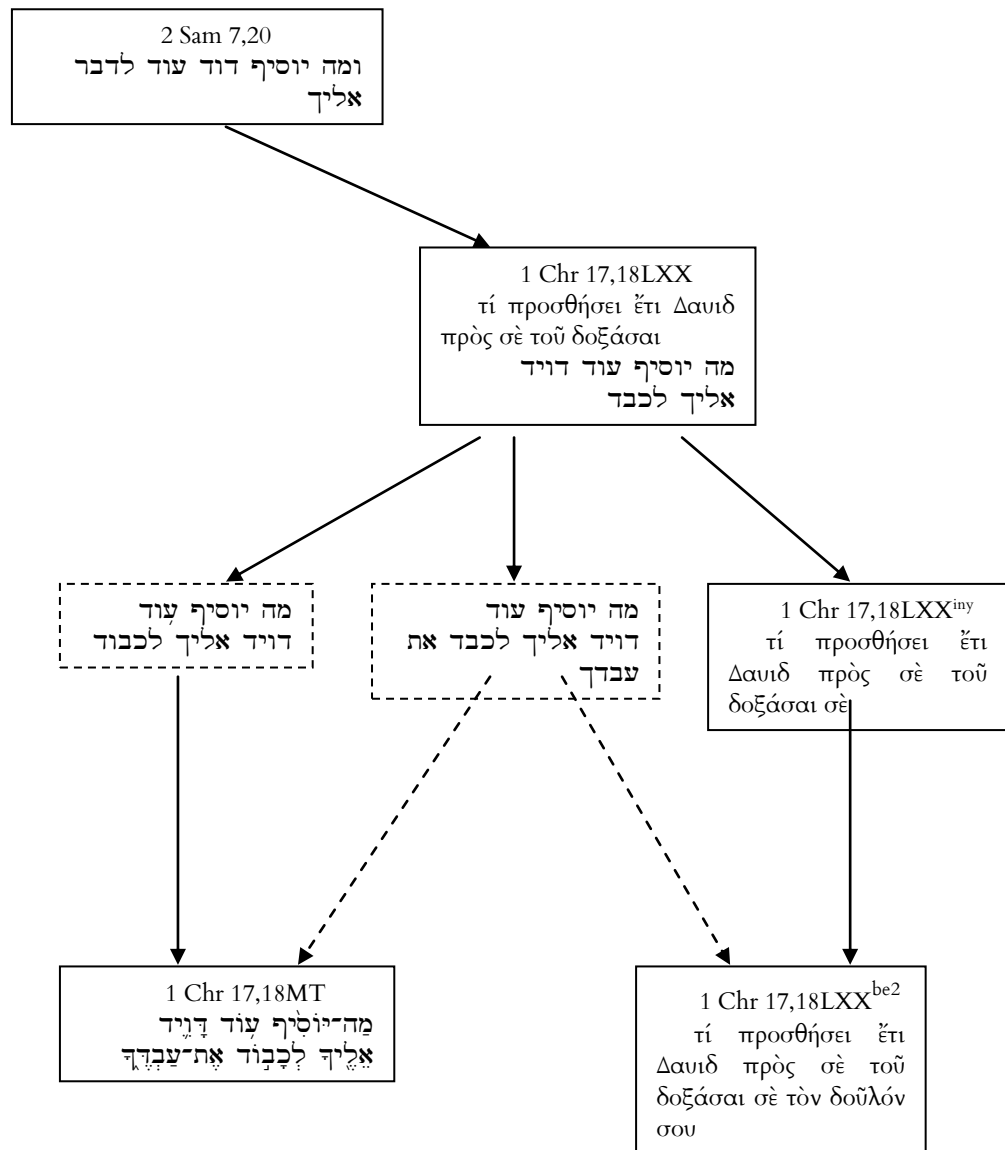 2 Sam 7,20
ומה יוסיף דוד עוד לדבר
אליך
1 Chr 17,18LXX
τί προσθήσει ἔτι Δαυιδ
πρὸς σὲ τοῦ δοξάσαι
מה יוסיף עוד דויד
אליך לכבד
מה יוסיף עוד
דויד אליך לכבוד
מה יוסיף עוד
דויד אליך לכבד את
עבדך
1 Chr 17,18LXXiny
τί προσθήσει ἔτι
Δαυιδ πρὸς σὲ τοῦ
δοξάσαι σὲ
1 Chr 17,18MT
מַה־יּוֹסִ֨יף ע֥וֹד דָּוִ֛יד
אֵלֶ֖יךָ לְכָב֣וֹד אֶת־עַבְדֶּ֑ךָ
1 Chr 17,18LXXbe2
τί προσθήσει ἔτι
Δαυιδ πρὸς σὲ τοῦ
δοξάσαι σὲ τὸν δοῦλόν
σου